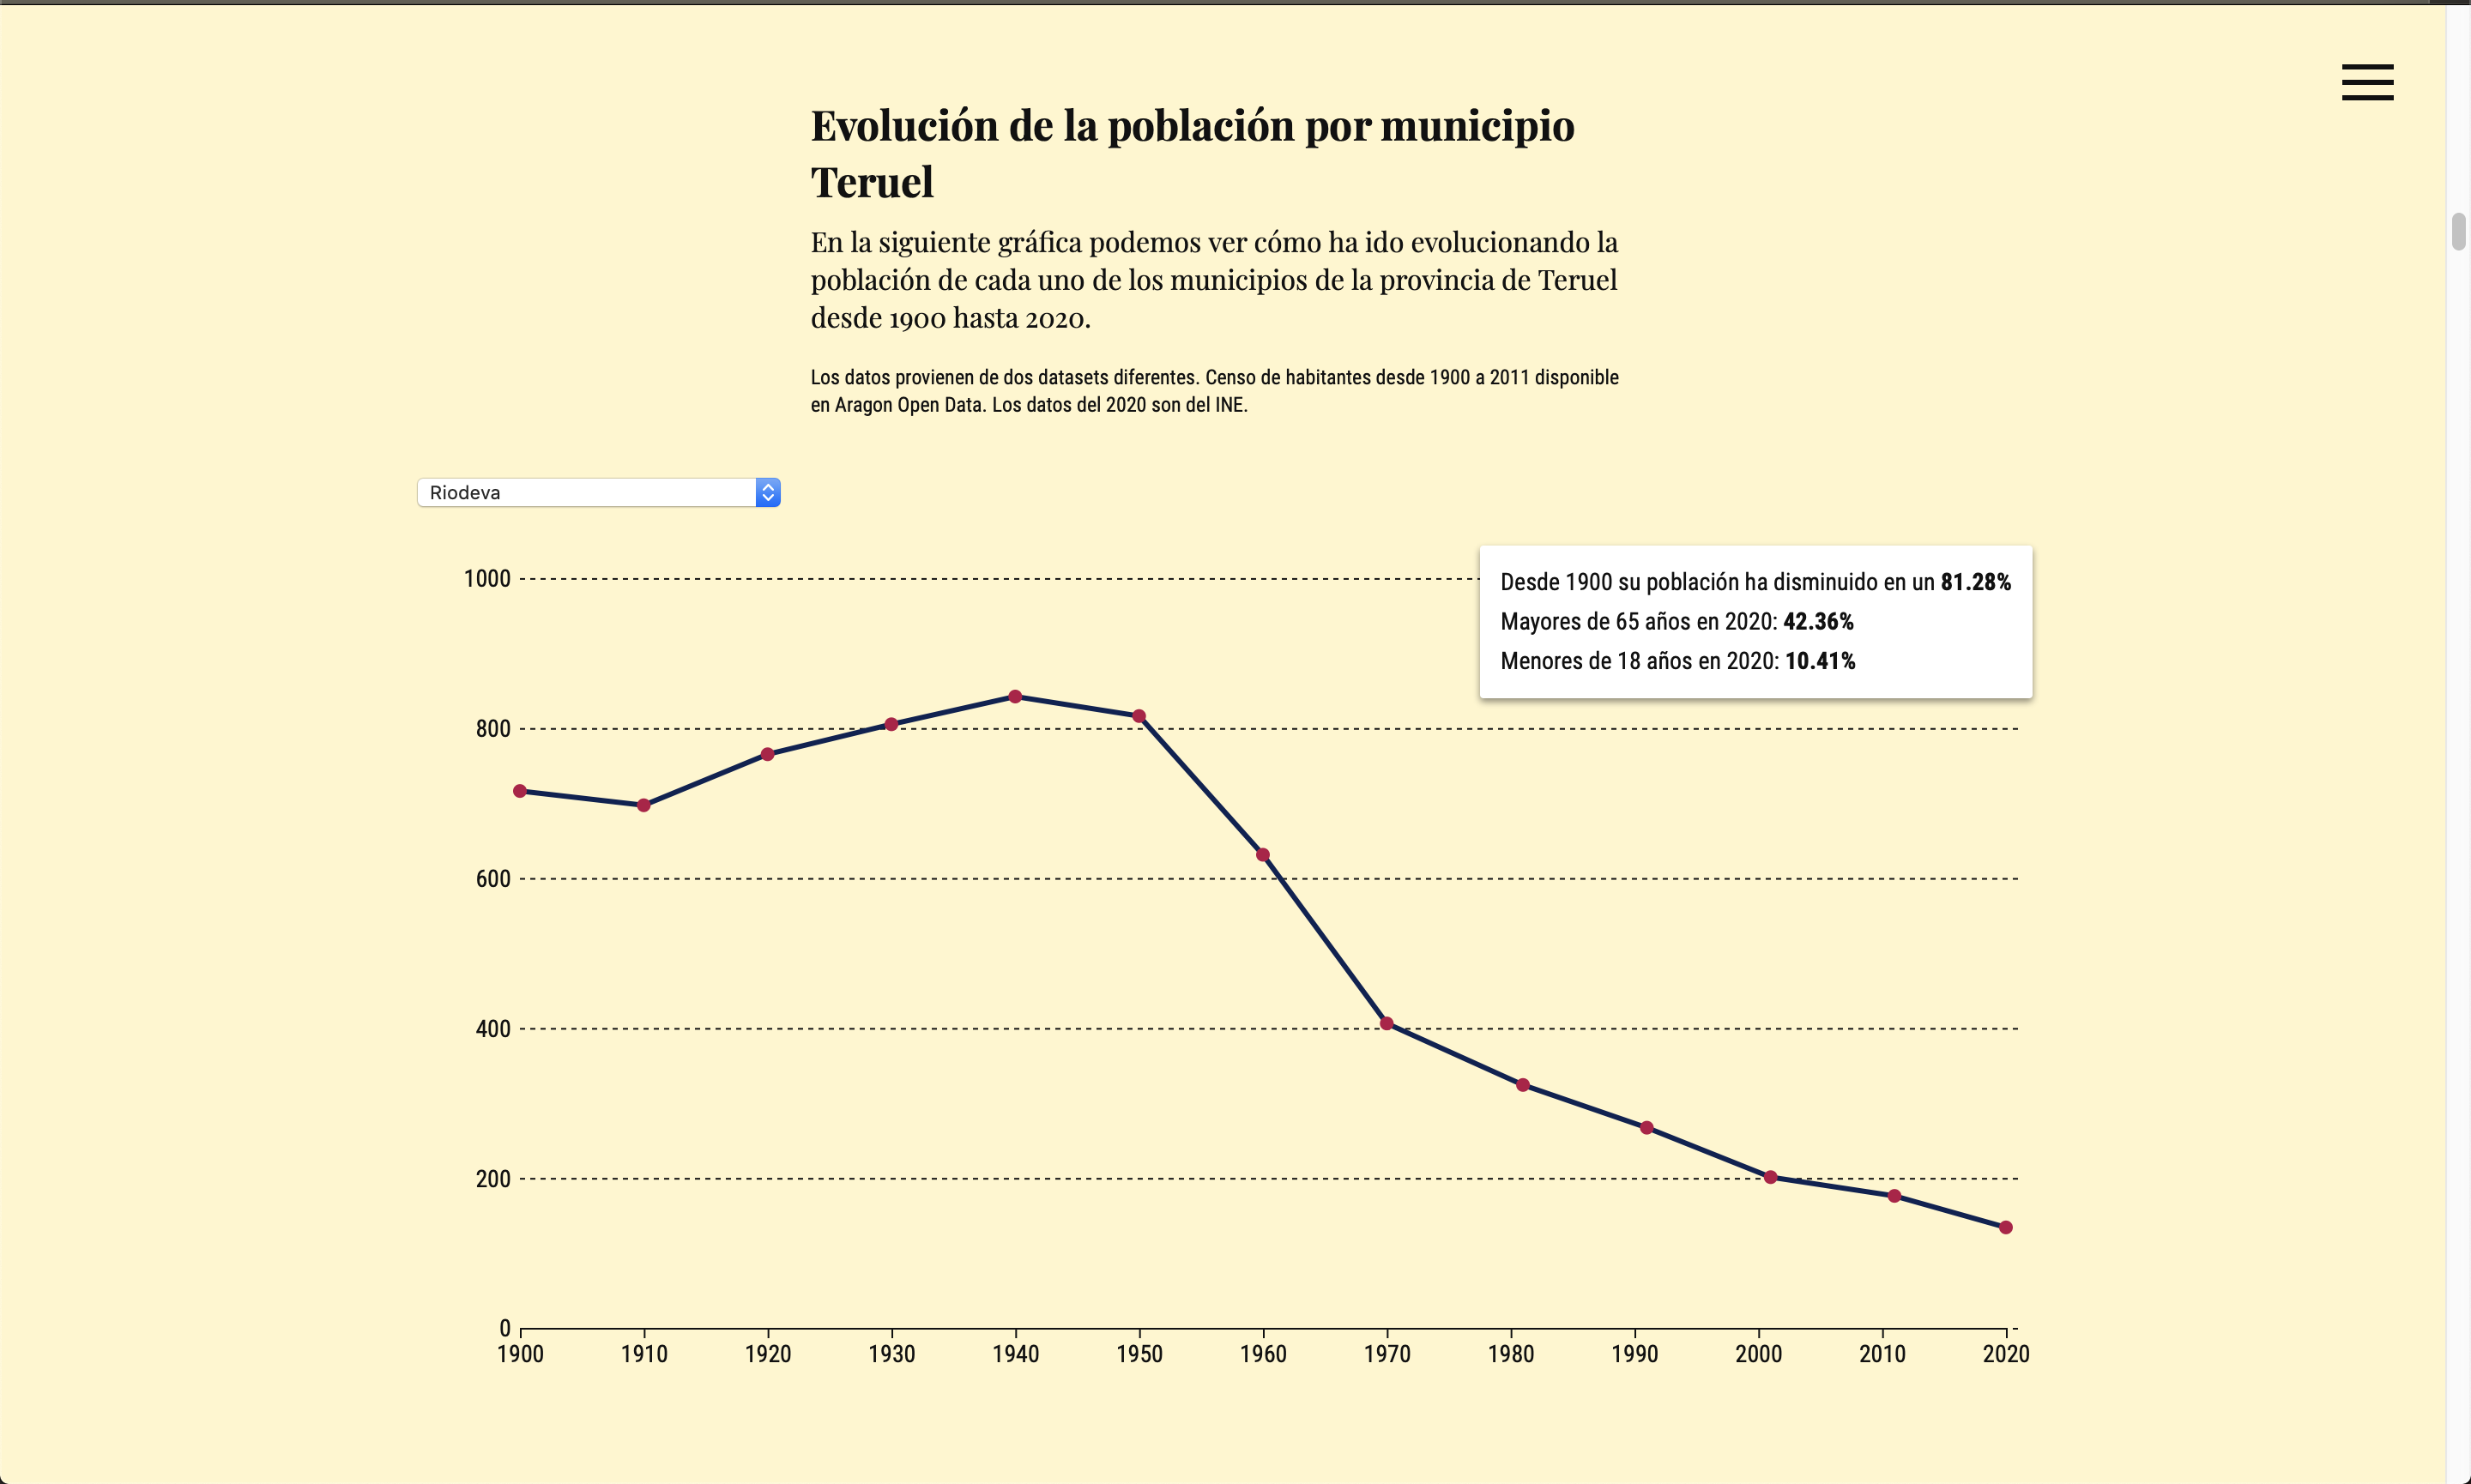 Evolución de la población por municipio
Teruel
En la siguiente gráfica podemos ver cómo ha ido evolucionando la
población de cada uno de los municipios de la provincia de Teruel
desde 1900 hasta 2020.
Los datos provienen de dos datasets diferentes. Censo de habitantes desde 1900 a 2011 disponible
en Aragon Open Data. Los datos del 2020 son del INE.
Riodeva
Desde 1900 su población ha disminuido en un 81.28%
Mayores de 65 años en 2020: 42.36%
Menores de 18 años en 2020: 10.41%
1000
800
600
400
200
0
1900 1910 1920 1930 1940 1950 1960 1970 1980 1990 2000 2010 2020